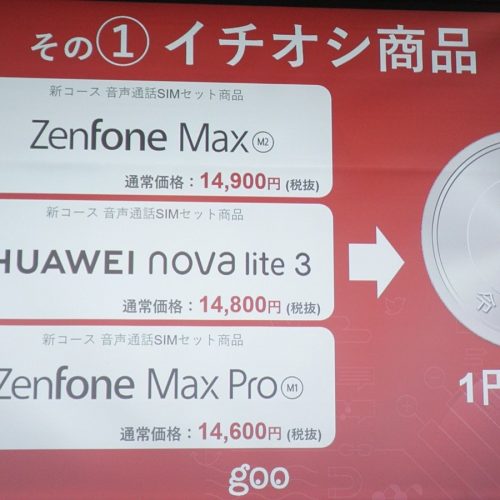 その① イチオシ商品
新コース 音声通話SIMセット商品
Zenfone Max M2
通常価格：14,900円 (税抜)
新コース 音声通話SIMセット商品
HUAWEI nova lite 3
通常価格：14,800円 (税抜)
新コース 音声通話SIMセット商品
Zenfone Max Pro M1
通常価格：14,600円 (税抜)
1円
goo